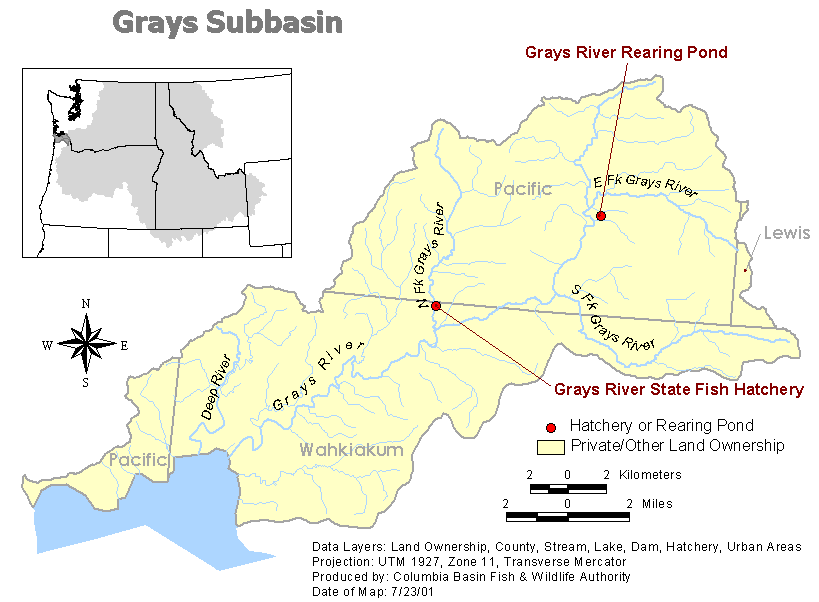 Grays Subbasin
Grays River Rearing Pond
Pacific
E Fk Grays River
Lewis
N Fk Grays River
S Fk Grays River
N
W E
S
Deep River
Grays River
Grays River State Fish Hatchery
Hatchery or Rearing Pond
Private/Other Land Ownership
Wahkiakum
Pacific
2 0 2 Kilometers
2 0 2 Miles
Data Layers: Land Ownership, County, Stream, Lake, Dam, Hatchery, Urban Areas
Projection: UTM 1927, Zone 11, Transverse Mercator
Produced by: Columbia Basin Fish & Wildlife Authority
Date of Map: 7/23/01